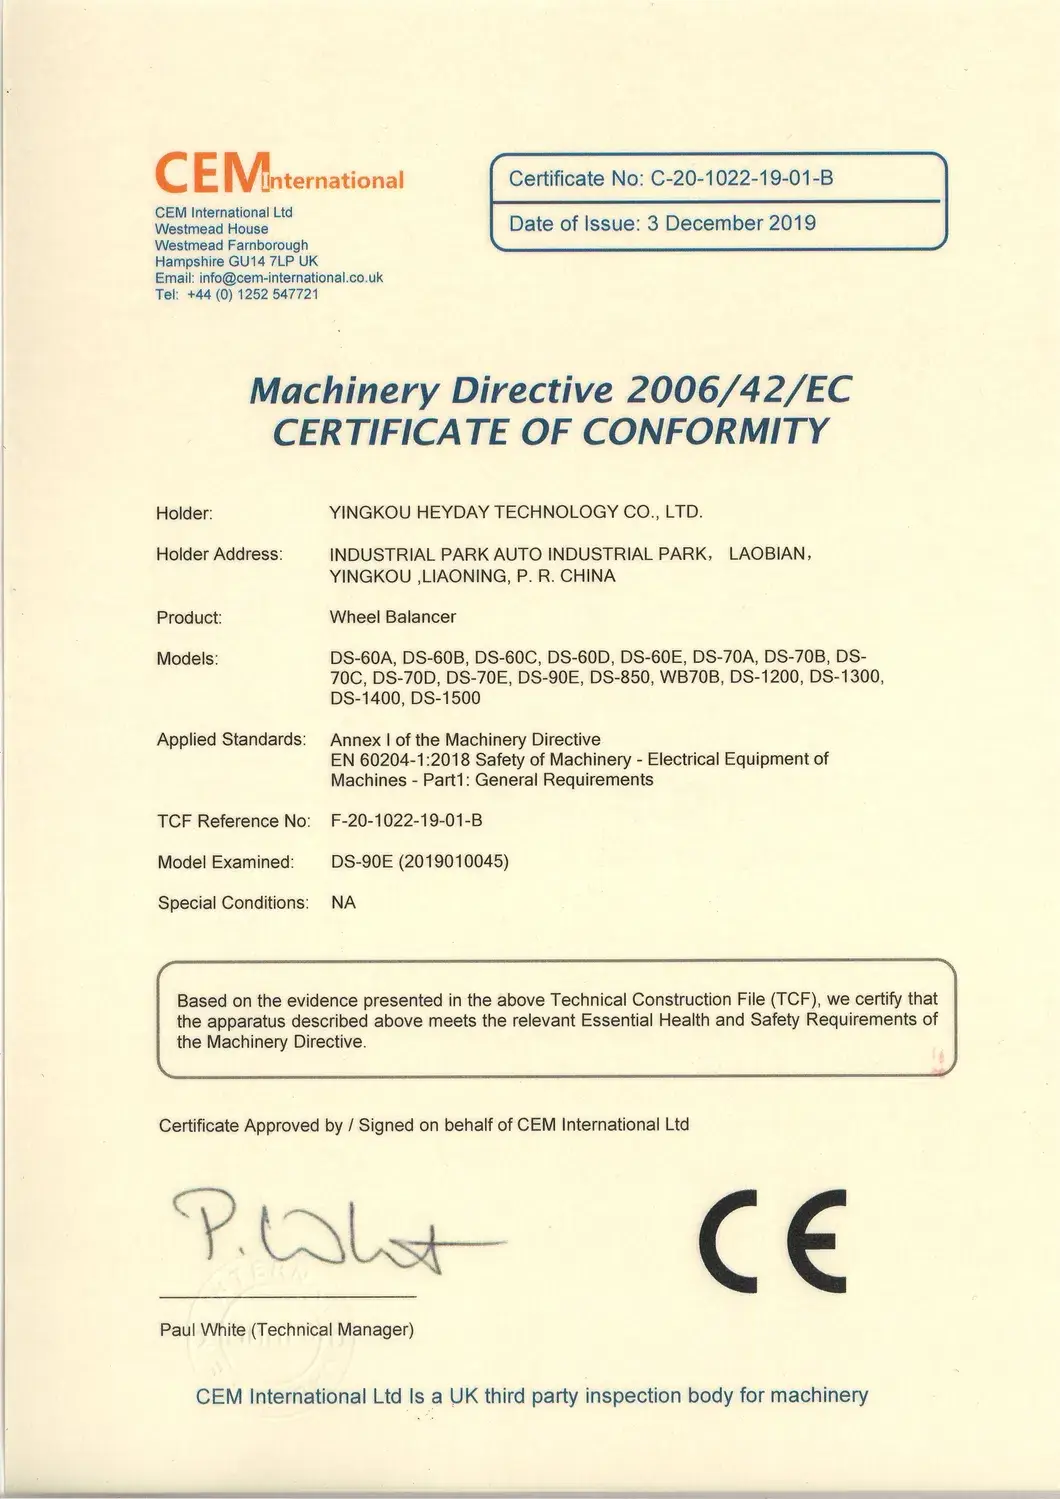 CEM International
CEM International Ltd
Westmead House
Westmead Farnborough
Hampshire GU14 7LP UK
Email: info@cem-international.co.uk
Tel: +44 (0) 1252 547721
Certificate No: C-20-1022-19-01-B
Date of Issue: 3 December 2019
Machinery Directive 2006/42/EC
CERTIFICATE OF CONFORMITY
Holder: YINGKOU HEYDAY TECHNOLOGY CO., LTD.
Holder Address: INDUSTRIAL PARK AUTO INDUSTRIAL PARK, LAOBIAN,
YINGKOU ,LIAONING, P. R. CHINA
Product: Wheel Balancer
Models: DS-60A, DS-60B, DS-60C, DS-60D, DS-60E, DS-70A, DS-70B, DS-
70C, DS-70D, DS-70E, DS-90E, DS-850, WB70B, DS-1200, DS-1300,
DS-1400, DS-1500
Applied Standards: Annex I of the Machinery Directive
EN 60204-1:2018 Safety of Machinery - Electrical Equipment of
Machines - Part1: General Requirements
TCF Reference No: F-20-1022-19-01-B
Model Examined: DS-90E (2019010045)
Special Conditions: NA
Based on the evidence presented in the above Technical Construction File (TCF), we certify that
the apparatus described above meets the relevant Essential Health and Safety Requirements of
the Machinery Directive.
Certificate Approved by / Signed on behalf of CEM International Ltd
P. White
CE
Paul White (Technical Manager)
CEM International Ltd Is a UK third party inspection body for machinery